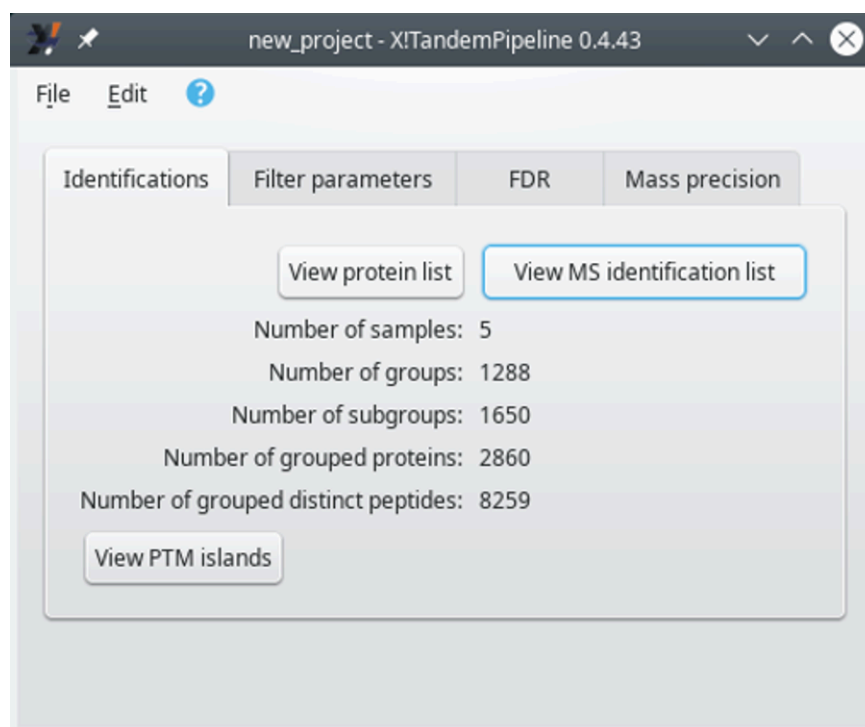 new_project - X!TandemPipeline 0.4.43
File Edit ?
Identifications Filter parameters FDR Mass precision
View protein list View MS identification list
Number of samples: 5
Number of groups: 1288
Number of subgroups: 1650
Number of grouped proteins: 2860
Number of grouped distinct peptides: 8259
View PTM islands